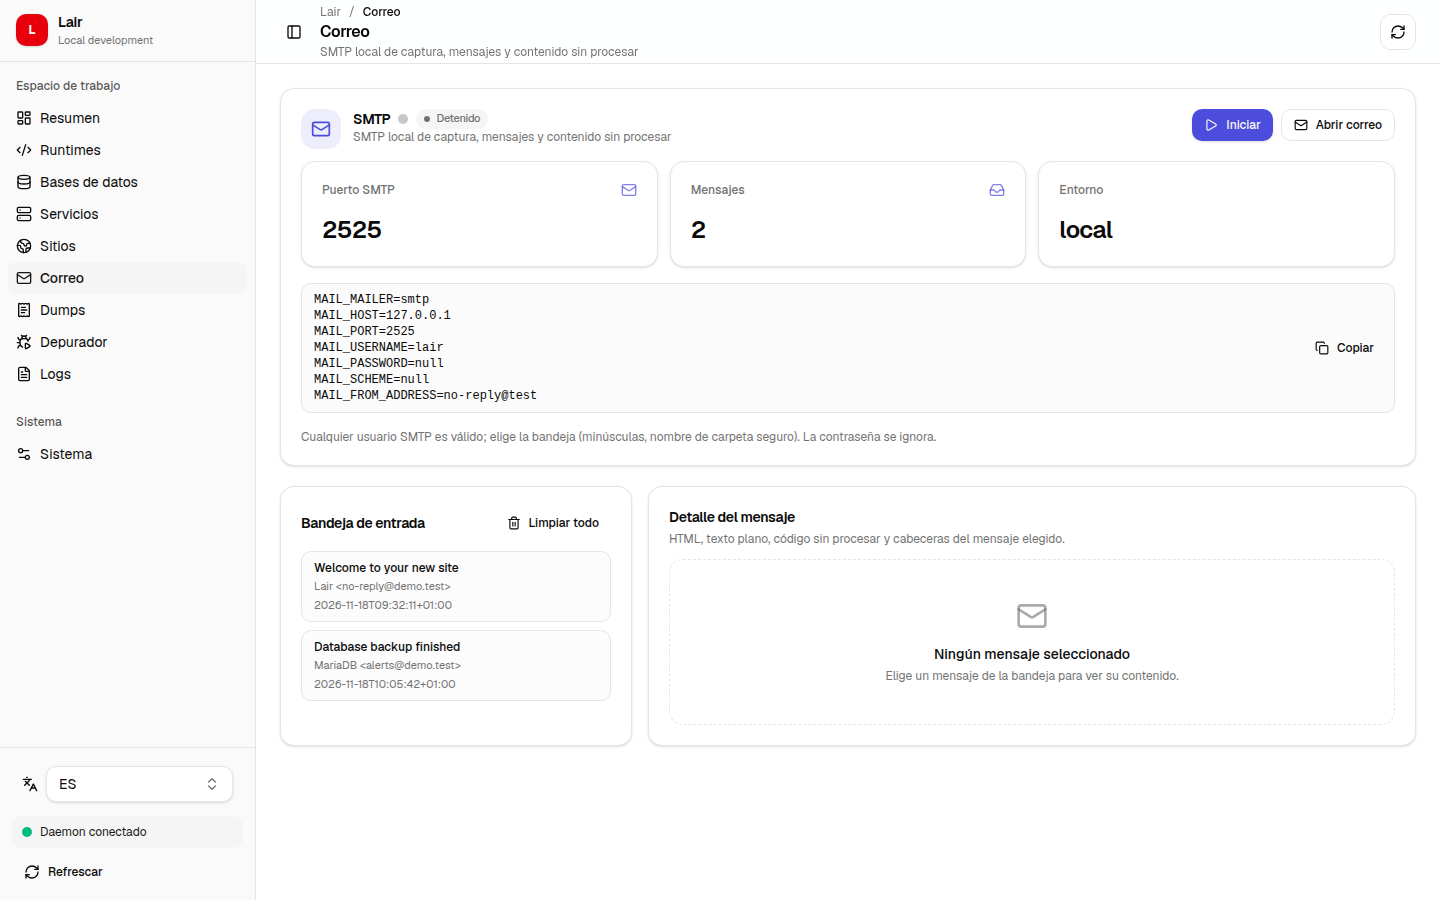 L
Lair
Local development
Espacio de trabajo
Resumen
Runtimes
Bases de datos
Servicios
Sitios
Correo
Dumps
Depurador
Logs
Sistema
Sistema
ES
Daemon conectado
Refrescar
Lair / Correo
Correo
SMTP local de captura, mensajes y contenido sin procesar
SMTP Detenido
SMTP local de captura, mensajes y contenido sin procesar
Iniciar
Abrir correo
Puerto SMTP
2525
Mensajes
2
Entorno
local
MAIL_MAILER=smtp
MAIL_HOST=127.0.0.1
MAIL_PORT=2525
MAIL_USERNAME=lair
MAIL_PASSWORD=null
MAIL_SCHEME=null
MAIL_FROM_ADDRESS=no-reply@test
Copiar
Cualquier usuario SMTP es válido; elige la bandeja (minúsculas, nombre de carpeta seguro). La contraseña se ignora.
Bandeja de entrada
Limpiar todo
Welcome to your new site
Lair <no-reply@demo.test>
2026-11-18T09:32:11+01:00
Database backup finished
MariaDB <alerts@demo.test>
2026-11-18T10:05:42+01:00
Detalle del mensaje
HTML, texto plano, código sin procesar y cabeceras del mensaje elegido.
Ningún mensaje seleccionado
Elige un mensaje de la bandeja para ver su contenido.